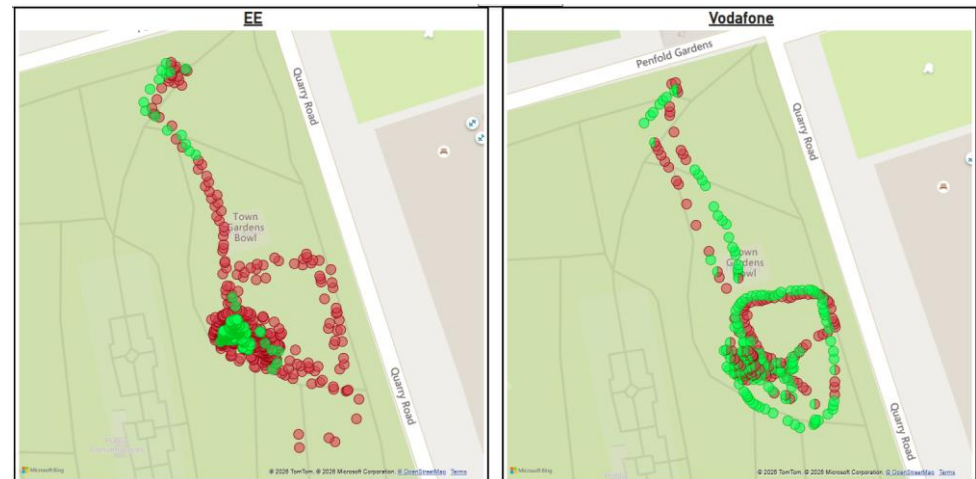 EE
Quarry Road
Town
Gardens
Bowl
Quarry Road
Microsoft Bing
© 2026 TomTom, © 2026 Microsoft Corporation, © OpenStreetMap Terms
Vodafone
Penfold Gardens
Quarry Road
Town
Gardens
Bowl
Quarry Road
Microsoft Bing
© 2026 TomTom, © 2026 Microsoft Corporation, © OpenStreetMap Terms